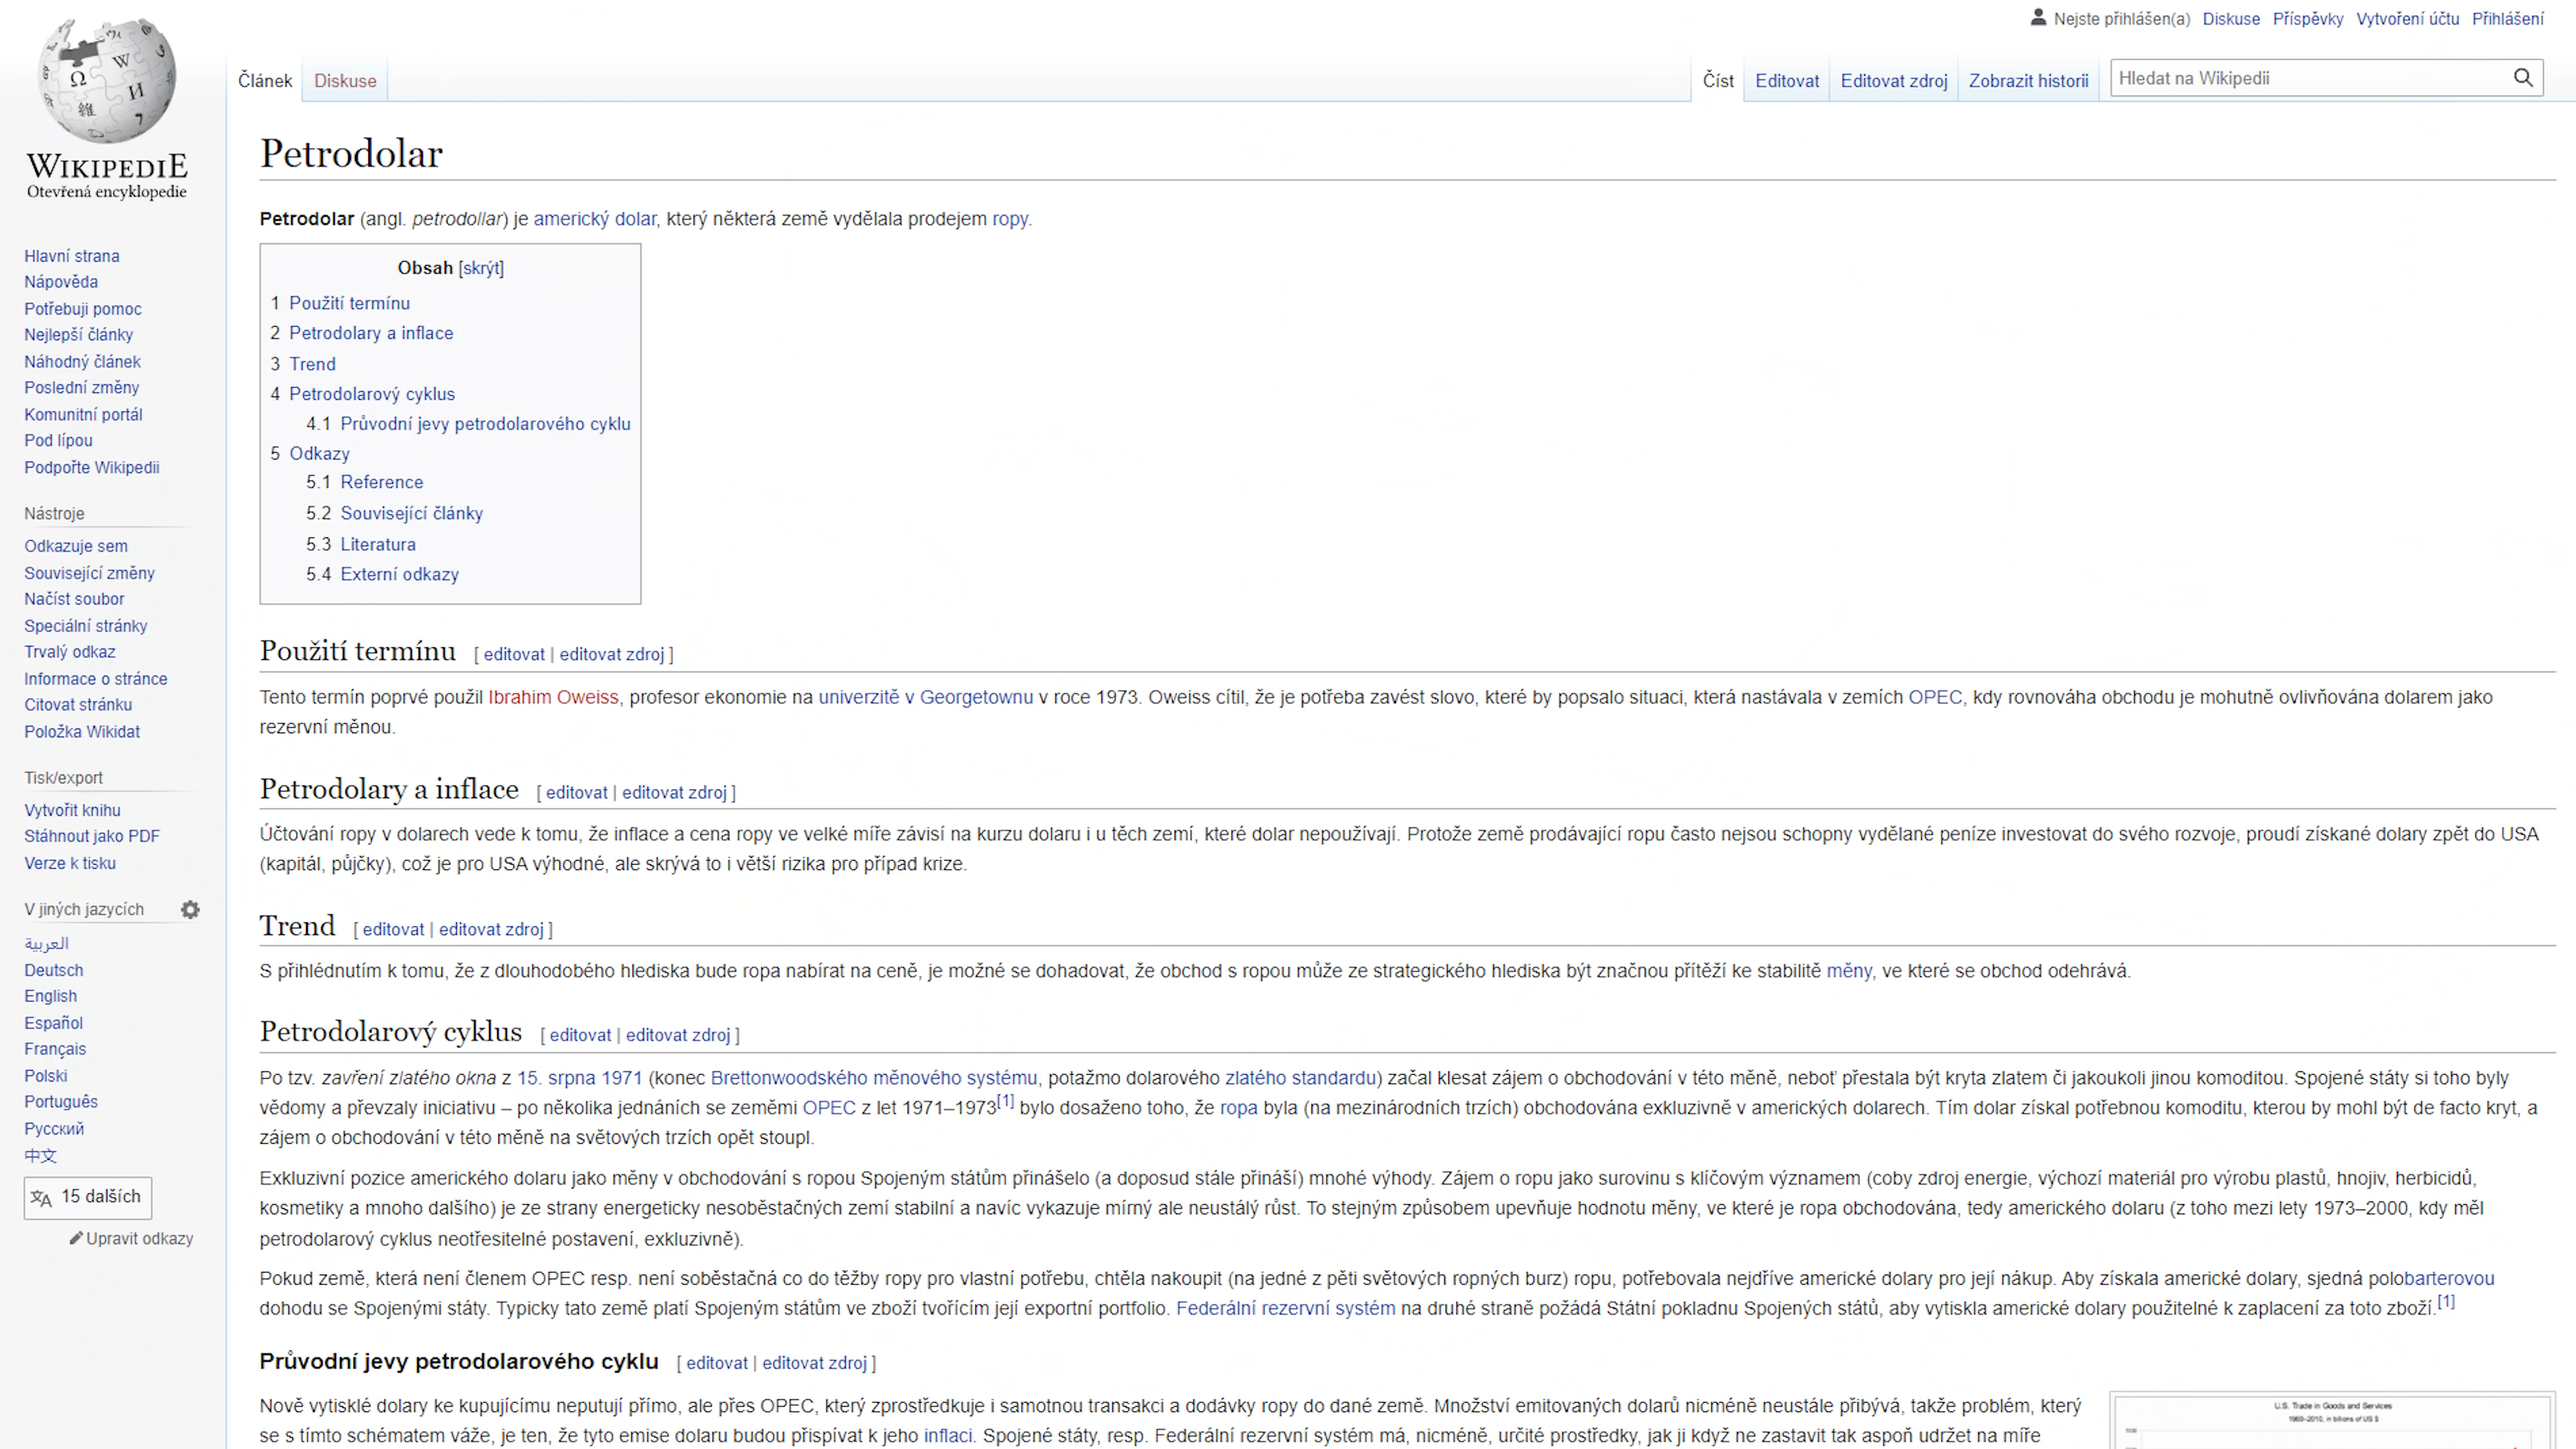 Nejste přihlášen(a) Diskuse Příspěvky Vytvoření účtu Přihlášení
Článek Diskuse Číst Editovat Editovat zdroj Zobrazit historii Hledat na Wikipedii
WIKIPEDIE
Otevřená encyklopedie
Hlavní strana
Nápověda
Potřebuji pomoc
Nejlepší články
Náhodný článek
Poslední změny
Komunitní portál
Pod lípou
Podpořte Wikipedii
Nástroje
Odkazuje sem
Související změny
Načíst soubor
Speciální stránky
Trvalý odkaz
Informace o stránce
Citovat stránku
Položka Wikidat
Tisk/export
Vytvořit knihu
Stáhnout jako PDF
Verze k tisku
V jiných jazycích
العربية
Deutsch
English
Español
Français
Polski
Português
Русский
中文
15 dalších
Upravit odkazy
Petrodolar
Petrodolar (angl. petrodollar) je americký dolar, který některá země vydělala prodejem ropy.
Obsah [skrýt]
1 Použití termínu
2 Petrodolary a inflace
3 Trend
4 Petrodolarový cyklus
4.1 Průvodní jevy petrodolarového cyklu
5 Odkazy
5.1 Reference
5.2 Související články
5.3 Literatura
5.4 Externí odkazy
Použití termínu [ editovat | editovat zdroj ]
Tento termín poprvé použil Ibrahim Oweiss, profesor ekonomie na univerzitě v Georgetownu v roce 1973. Oweiss cítil, že je potřeba zavést slovo, které by popsalo situaci, která nastávala v zemích OPEC, kdy rovnováha obchodu je mohutně ovlivňována dolarem jako
rezervní měnou.
Petrodolary a inflace [ editovat | editovat zdroj ]
Účtování ropy v dolarech vede k tomu, že inflace a cena ropy ve velké míře závisí na kurzu dolaru i u těch zemí, které dolar nepoužívají. Protože země prodávající ropu často nejsou schopny vydělané peníze investovat do svého rozvoje, proudí získané dolary zpět do USA
(kapitál, půjčky), což je pro USA výhodné, ale skrývá to i větší rizika pro případ krize.
Trend [ editovat | editovat zdroj ]
S přihlédnutím k tomu, že z dlouhodobého hlediska bude ropa nabírat na ceně, je možné se dohadovat, že obchod s ropou může ze strategického hlediska být značnou přítěží ke stabilitě měny, ve které se obchod odehrává.
Petrodolarový cyklus [ editovat | editovat zdroj ]
Po tzv. zavření zlatého okna z 15. srpna 1971 (konec Brettonwoodského měnového systému, potažmo dolarového zlatého standardu) začal klesat zájem o obchodování v této měně, neboť přestala být kryta zlatem či jakoukoli jinou komoditou. Spojené státy si toho byly
vědomy a převzaly iniciativu – po několika jednáních se zeměmi OPEC z let 1971–1973[1] bylo dosaženo toho, že ropa byla (na mezinárodních trzích) obchodována exkluzivně v amerických dolarech. Tím dolar získal potřebnou komoditu, kterou by mohl být de facto kryt, a
zájem o obchodování v této měně na světových trzích opět stoupl.
Exkluzivní pozice amerického dolaru jako měny v obchodování s ropou Spojeným státům přinášelo (a doposud stále přináší) mnohé výhody. Zájem o ropu jako surovinu s klíčovým významem (coby zdroj energie, výchozí materiál pro výrobu plastů, hnojiv, herbicidů,
kosmetiky a mnoho dalšího) je ze strany energeticky nesoběstačných zemí stabilní a navíc vykazuje mírný ale neustálý růst. To stejným způsobem upevňuje hodnotu měny, ve které je ropa obchodována, tedy amerického dolaru (z toho mezi lety 1973–2000, kdy měl
petrodolarový cyklus neotřesitelné postavení, exkluzivně).
Pokud země, která není členem OPEC resp. není soběstačná co do těžby ropy pro vlastní potřebu, chtěla nakoupit (na jedné z pěti světových ropných burz) ropu, potřebovala nejdříve americké dolary pro její nákup. Aby získala americké dolary, sjedná polobarterovou
dohodu se Spojenými státy. Typicky tato země platí Spojeným státům ve zboží tvořícím její exportní portfolio. Federální rezervní systém na druhé straně požádá Státní pokladnu Spojených států, aby vytiskla americké dolary použitelné k zaplacení za toto zboží.[1]
Průvodní jevy petrodolarového cyklu [ editovat | editovat zdroj ]
Nově vytisklé dolary ke kupujícímu neputují přímo, ale přes OPEC, který zprostředkuje i samotnou transakci a dodávky ropy do dané země. Množství emitovaných dolarů nicméně neustále přibývá, takže problém, který
se s tímto schématem váže, je ten, že tyto emise dolaru budou přispívat k jeho inflaci. Spojené státy, resp. Federální rezervní systém má, nicméně, určité prostředky, jak ji když ne zastavit tak aspoň udržet na míře
U.S. Trade in Goods and Services
1960–2010, in billions of US $